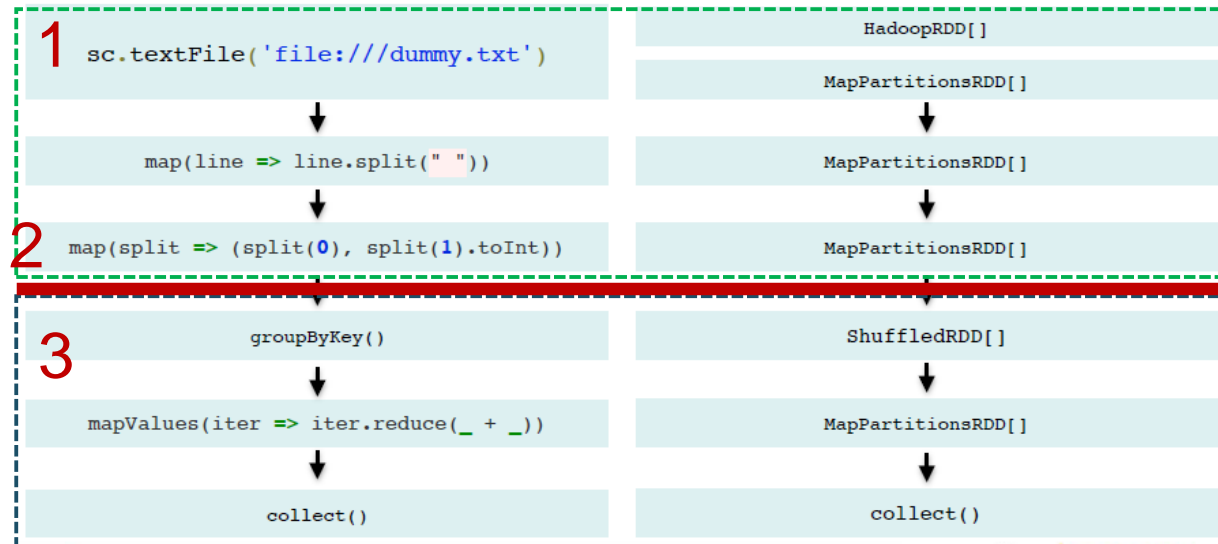 1
sc.textFile('file:///dummy.txt')
HadoopRDD[]
MapPartitionsRDD[]
map(line => line.split(" "))
MapPartitionsRDD[]
2
map(split => (split(0), split(1).toInt))
MapPartitionsRDD[]
3
groupByKey()
ShuffledRDD[]
mapValues(iter => iter.reduce(_ + _))
MapPartitionsRDD[]
collect()
collect()